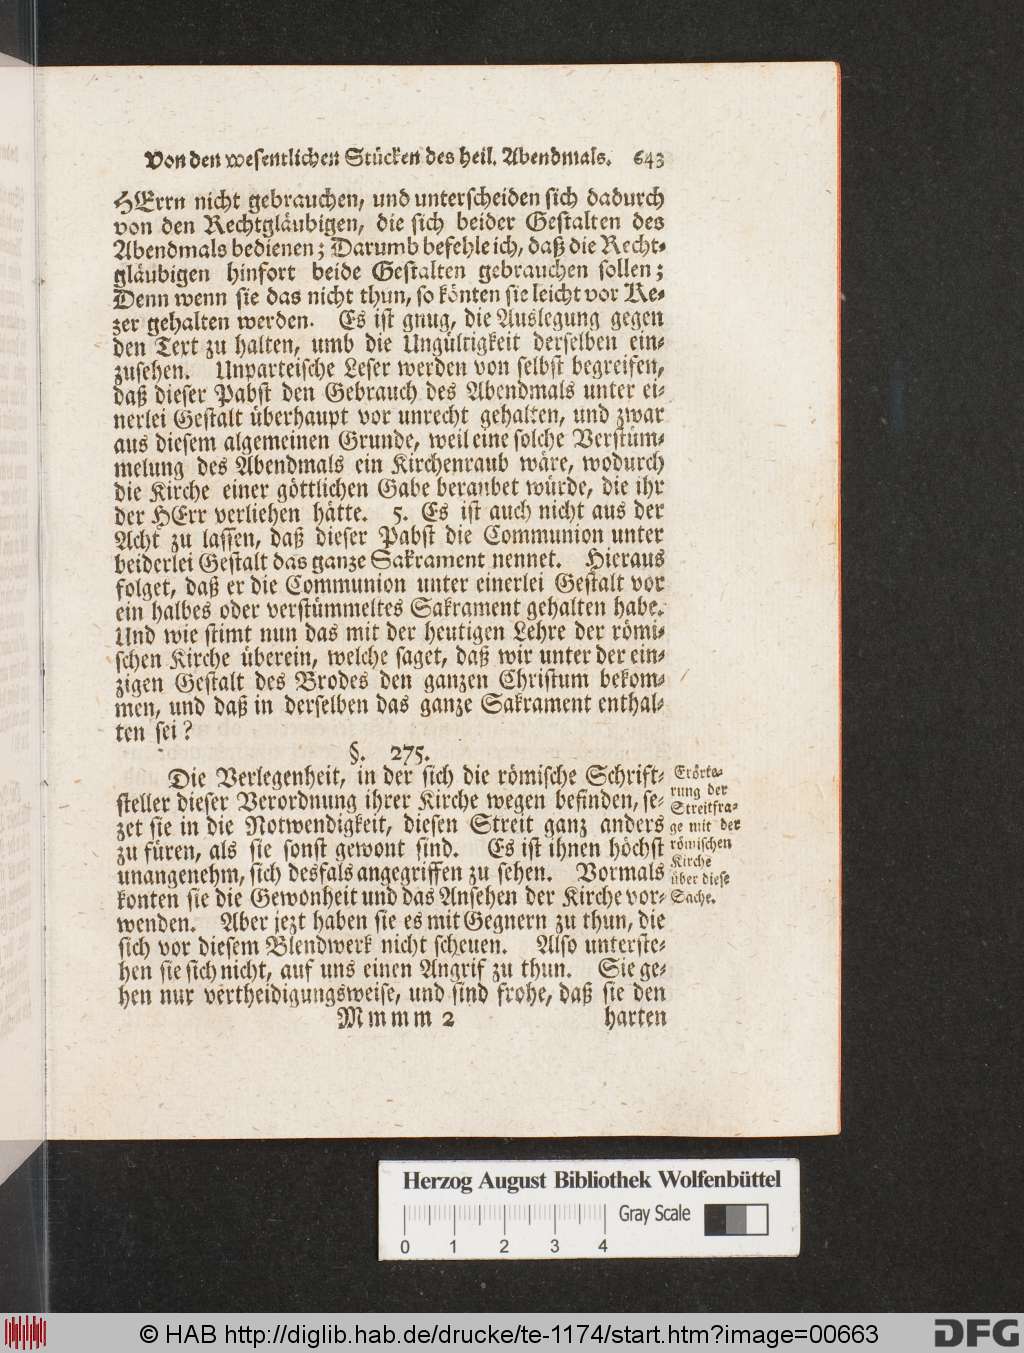 Von den wesentlichen Stücken des heil. Abendmals. 643
HErrn nicht gebrauchen, und unterscheiden sich dadurch
von den Rechtgläubigen, die sich beider Gestalten des
Abendmals bedienen; Darumb befehle ich, daß die Recht-
gläubigen hinfort beide Gestalten gebrauchen sollen;
Denn wenn sie das nicht thun, so könten sie leicht vor Ke-
zer gehalten werden. Es ist gnug, die Auslegung gegen
den Text zu halten, umb die Ungültigkeit derselben ein-
zusehen. Unparteische Leser werden von selbst begreifen,
daß dieser Pabst den Gebrauch des Abendmals unter ei-
nerlei Gestalt überhaupt vor unrecht gehalten, und zwar
aus diesem algemeinen Grunde, weil eine solche Verstüm-
melung des Abendmals ein Kirchenraub wäre, wodurch
die Kirche einer göttlichen Gabe beraubet würde, die ihr
der HErr verliehen hätte. 5. Es ist auch nicht aus der
Acht zu lassen, daß dieser Pabst die Communion unter
beiderlei Gestalt das ganze Sakrament nennet. Hieraus
folget, daß er die Communion unter einerlei Gestalt vor
ein halbes oder verstümmeltes Sakrament gehalten habe.
Und wie stimt nun das mit der heutigen Lehre der römi-
schen Kirche überein, welche saget, daß wir unter der ein-
zigen Gestalt des Brodes den ganzen Christum bekom-
men, und daß in derselben das ganze Sakrament enthal-
ten sei?
§. 275.
Die Verlegenheit, in der sich die römische Schrift-
steller dieser Verordnung ihrer Kirche wegen befinden, se-
zet sie in die Notwendigkeit, diesen Streit ganz anders
zu füren, als sie sonst gewont sind. Es ist ihnen höchst
unangenehm, sich desfals angegriffen zu sehen. Vormals
konten sie die Gewonheit und das Ansehen der Kirche vor-
wenden. Aber jezt haben sie es mit Gegnern zu thun, die
sich vor diesem Blendwerk nicht scheuen. Also unterste-
hen sie sich nicht, auf uns einen Angrif zu thun. Sie ge-
hen nur vertheidigungsweise, und sind frohe, daß sie den
Mmmm 2 harten
Erörte-
rung der
Streitfra-
ge mit der
römischen
Kirche
über diese
Sache.
Herzog August Bibliothek Wolfenbüttel
Gray Scale
0 1 2 3 4
© HAB http://diglib.hab.de/drucke/te-1174/start.htm?image=00663
DFG